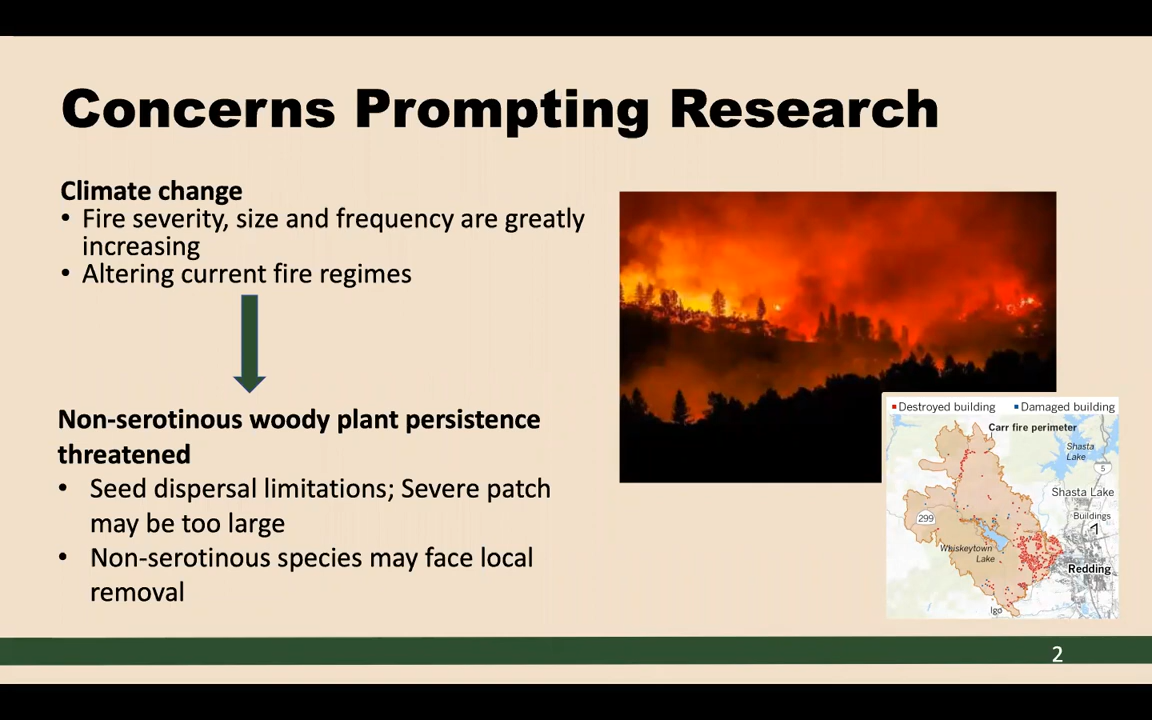 Concerns Prompting Research
Climate change
• Fire severity, size and frequency are greatly
increasing
• Altering current fire regimes
Non-serotinous woody plant persistence
threatened
• Seed dispersal limitations; Severe patch
may be too large
• Non-serotinous species may face local
removal
Destroyed building
Damaged building
Carr fire perimeter
Shasta
Lake
5
Shasta Lake
299
Buildings
Whiskeytown
Lake
Redding
Igo
2